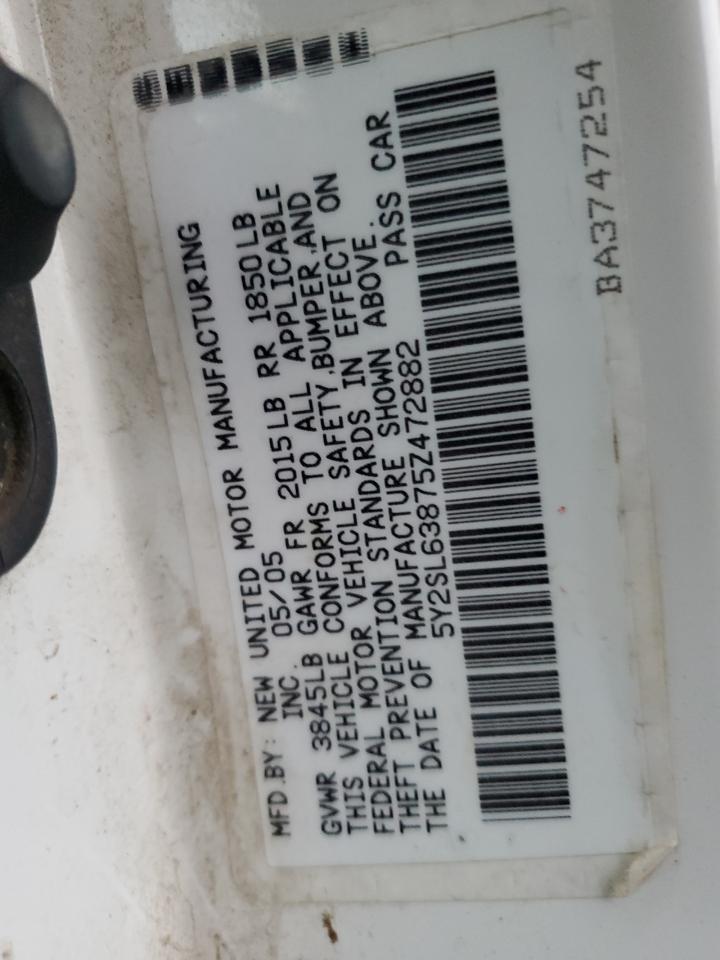 MFD.BY: NEW UNITED MOTOR MANUFACTURING
INC. 05/05
GVWR 3845LB GAWR FR 2015LB RR 1850LB
THIS VEHICLE CONFORMS TO ALL APPLICABLE
FEDERAL MOTOR VEHICLE SAFETY,BUMPER,AND
THEFT PREVENTION STANDARDS IN EFFECT ON
THE DATE OF MANUFACTURE SHOWN ABOVE.
5Y2SL63875Z472882 PASS CAR
BA3747254